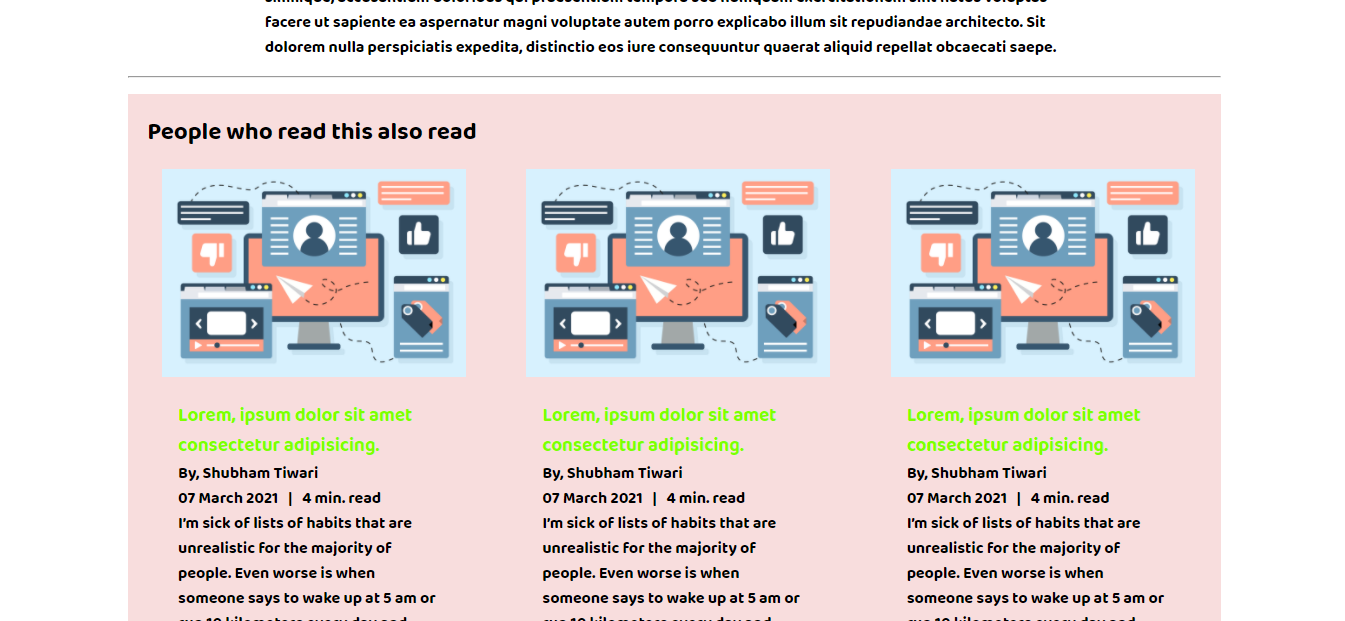 facere ut sapiente ea aspernatur magni voluptate autem porro explicabo illum sit repudiandae architecto. Sit
dolorem nulla perspiciatis expedita, distinctio eos iure consequuntur quaerat aliquid repellat obcaecati saepe.
People who read this also read
Lorem, ipsum dolor sit amet
consectetur adipisicing.
By, Shubham Tiwari
07 March 2021 | 4 min. read
I'm sick of lists of habits that are
unrealistic for the majority of
people. Even worse is when
someone says to wake up at 5 am or
Lorem, ipsum dolor sit amet
consectetur adipisicing.
By, Shubham Tiwari
07 March 2021 | 4 min. read
I'm sick of lists of habits that are
unrealistic for the majority of
people. Even worse is when
someone says to wake up at 5 am or
Lorem, ipsum dolor sit amet
consectetur adipisicing.
By, Shubham Tiwari
07 March 2021 | 4 min. read
I'm sick of lists of habits that are
unrealistic for the majority of
people. Even worse is when
someone says to wake up at 5 am or